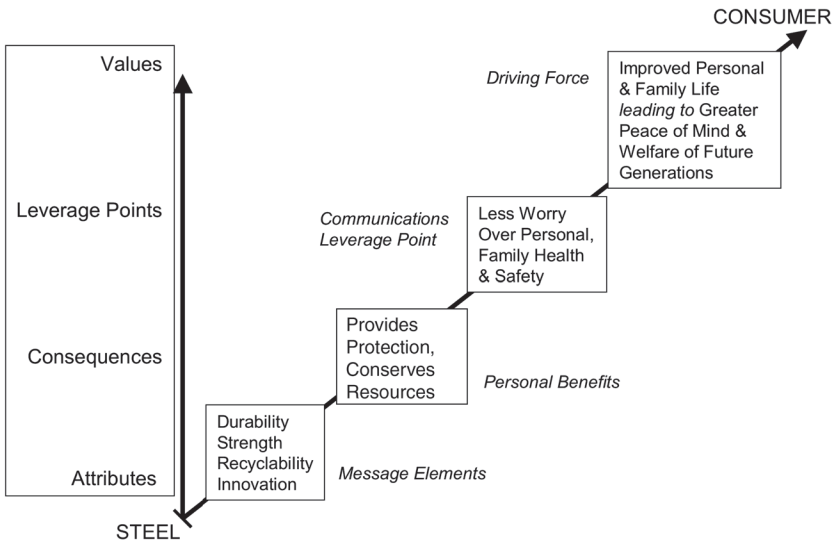 CONSUMER
Values
Driving Force
Improved Personal
& Family Life
leading to Greater
Peace of Mind &
Welfare of Future
Generations
Leverage Points
Communications
Leverage Point
Less Worry
Over Personal,
Family Health
& Safety
Consequences
Provides
Protection,
Conserves
Resources
Personal Benefits
Attributes
Durability
Strength
Recyclability
Innovation
Message Elements
STEEL